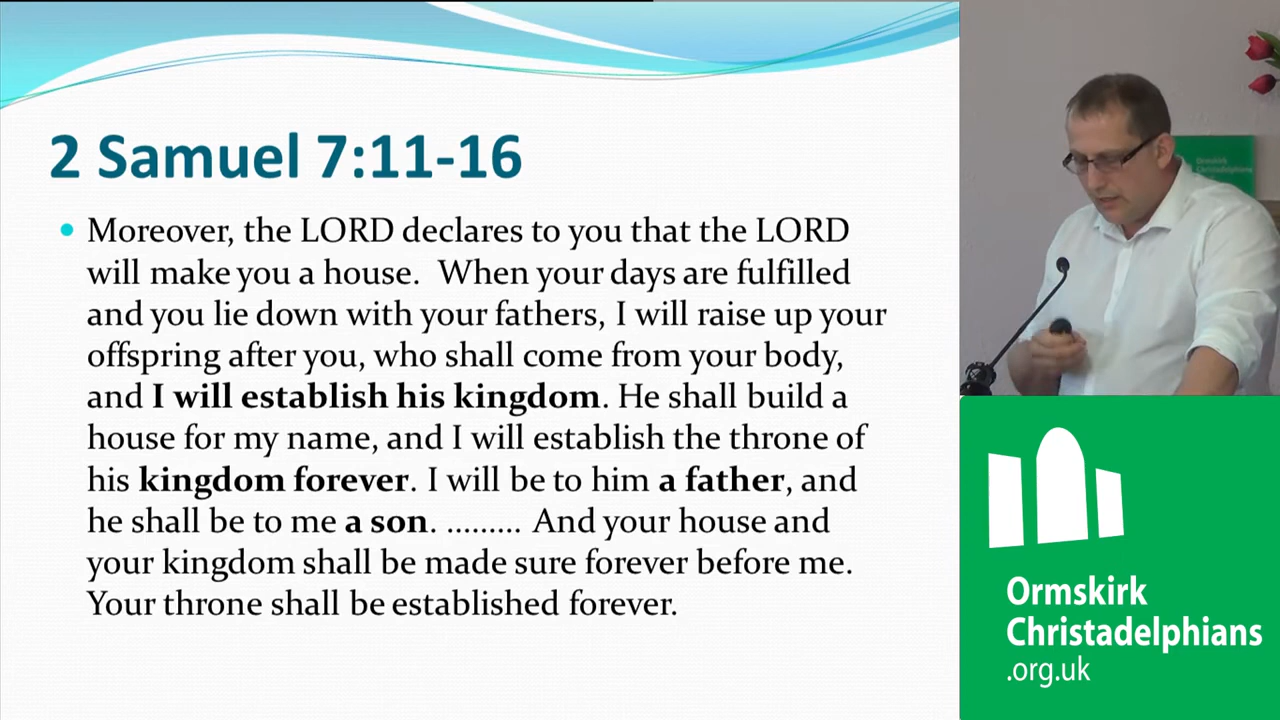 2 Samuel 7:11-16
• Moreover, the LORD declares to you that the LORD
will make you a house.  When your days are fulfilled
and you lie down with your fathers, I will raise up your
offspring after you, who shall come from your body,
and I will establish his kingdom. He shall build a
house for my name, and I will establish the throne of
his kingdom forever. I will be to him a father, and
he shall be to me a son. ......... And your house and
your kingdom shall be made sure forever before me.
Your throne shall be established forever.
Ormskirk
Christadelphians
Ormskirk
Christadelphians
.org.uk